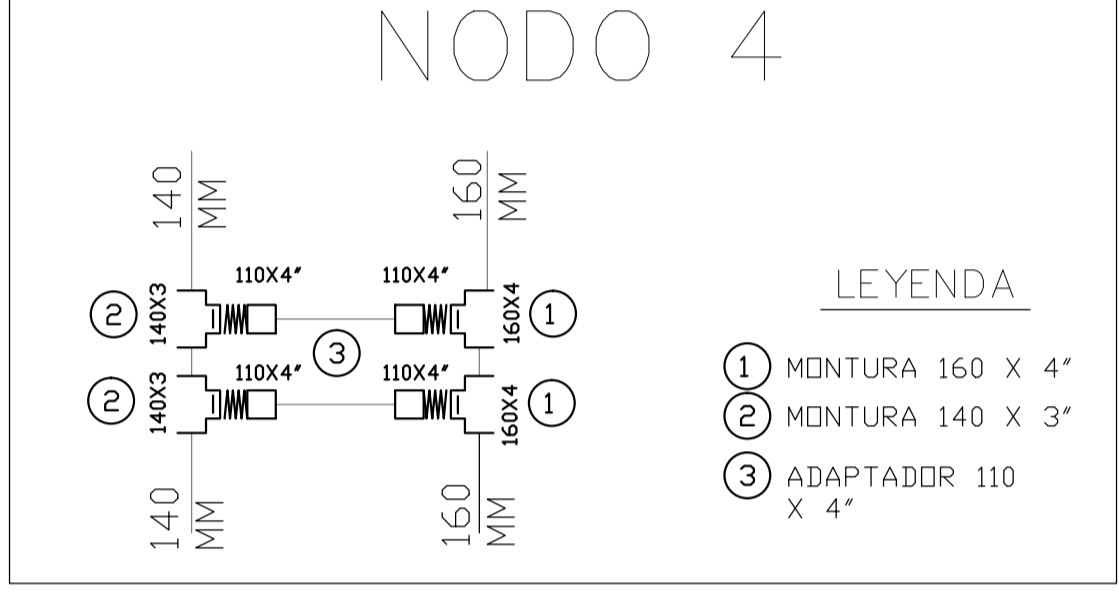 NODO 4
140
MM
160
MM
110X4"
110X4"
2
140X3
160X4
1
3
110X4"
110X4"
2
140X3
160X4
1
140
MM
160
MM
LEYENDA
1 MONTURA 160 X 4"
2 MONTURA 140 X 3"
3 ADAPTADOR 110
X 4"